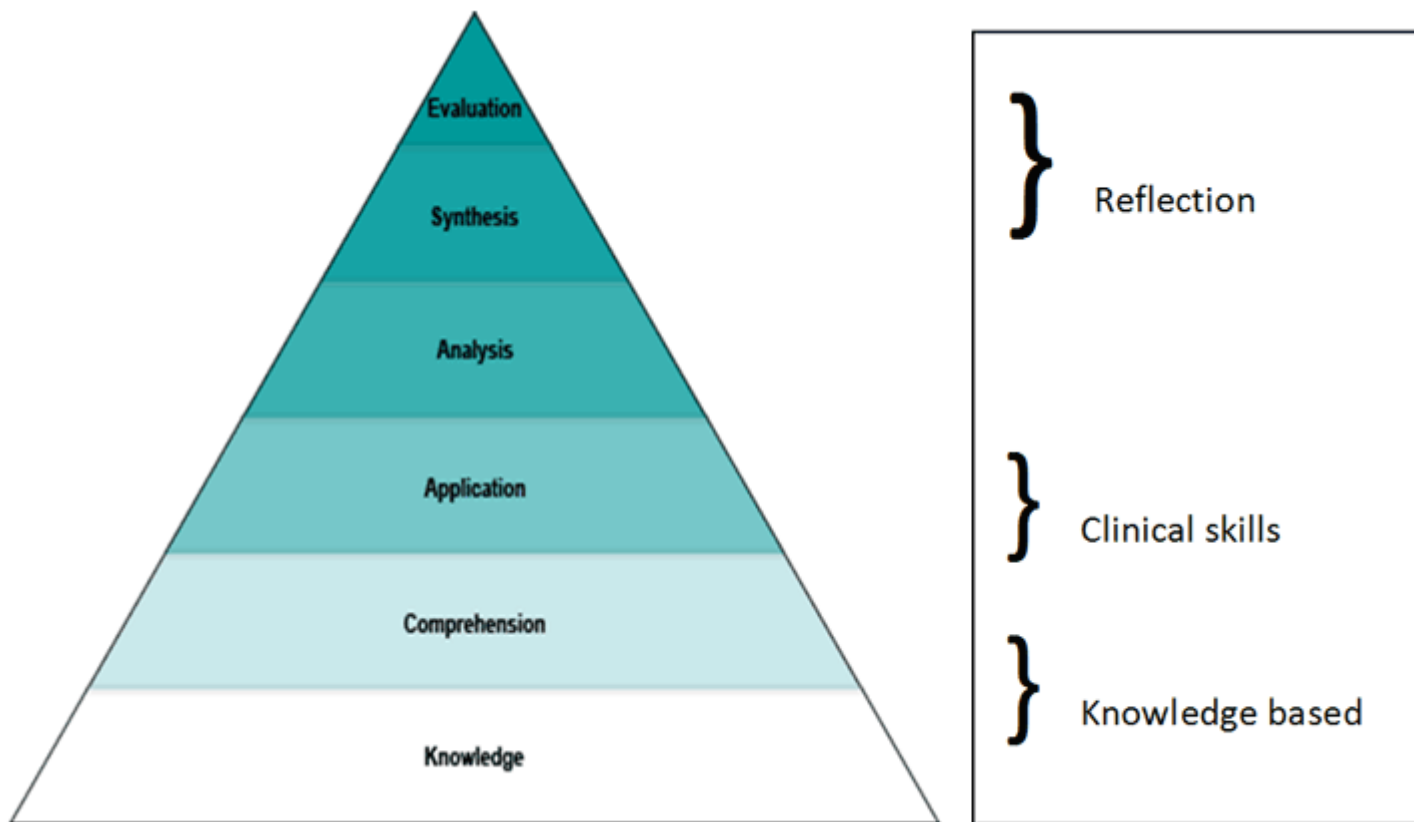 Evaluation
Synthesis
Analysis
Application
Comprehension
Knowledge
} Reflection
} Clinical skills
} Knowledge based